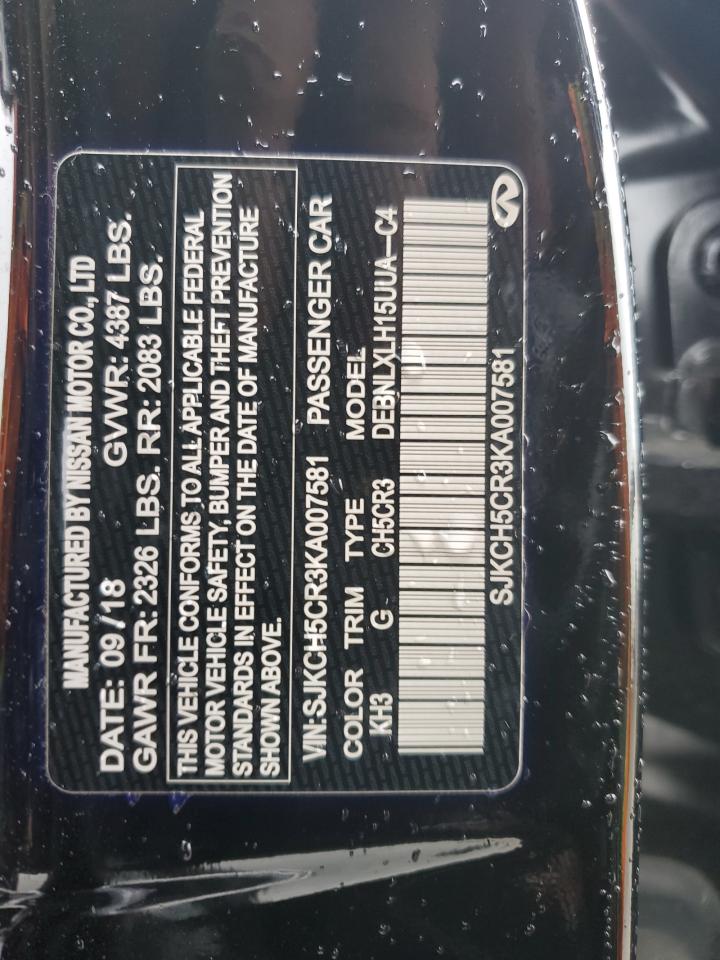 MANUFACTURED BY NISSAN MOTOR CO., LTD
DATE: 09/18 GVWR: 4387 LBS.
GAWR FR: 2326 LBS. RR: 2083 LBS.
THIS VEHICLE CONFORMS TO ALL APPLICABLE FEDERAL
MOTOR VEHICLE SAFETY, BUMPER AND THEFT PREVENTION
STANDARDS IN EFFECT ON THE DATE OF MANUFACTURE
SHOWN ABOVE.
VIN:SJKCH5CR3KA007581 PASSENGER CAR
COLOR TRIM TYPE MODEL
KH3 G CH5CR3 DEBNLXLH15UUA-C4
SJKCH5CR3KA007581